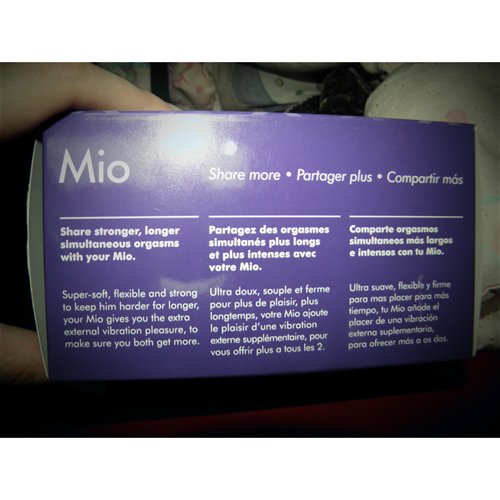 Mio
Share more • Partager plus • Compartir más
Share stronger, longer
simultaneous orgasms
with your Mio.
Super-soft, flexible and strong
to keep him harder for longer,
your Mio gives you the extra
external vibration pleasure, to
make sure you both get more.
Partagez des orgasmes
simultanés plus longs
et plus intenses avec
votre Mio.
Ultra doux, souple et ferme
pour plus de plaisir, plus
longtemps, votre Mio ajoute
le plaisir d'une vibration
externe supplémentaire, pour
vous offrir plus a tous les 2.
Comparte orgasmos
simultaneos más largos
e intensos con tu Mio.
Ultra suave, flexible y firme
para mas placer para más
tiempo, tu Mio añade el
placer de una vibración
externa suplementaria,
para ofrecer más a os dos.